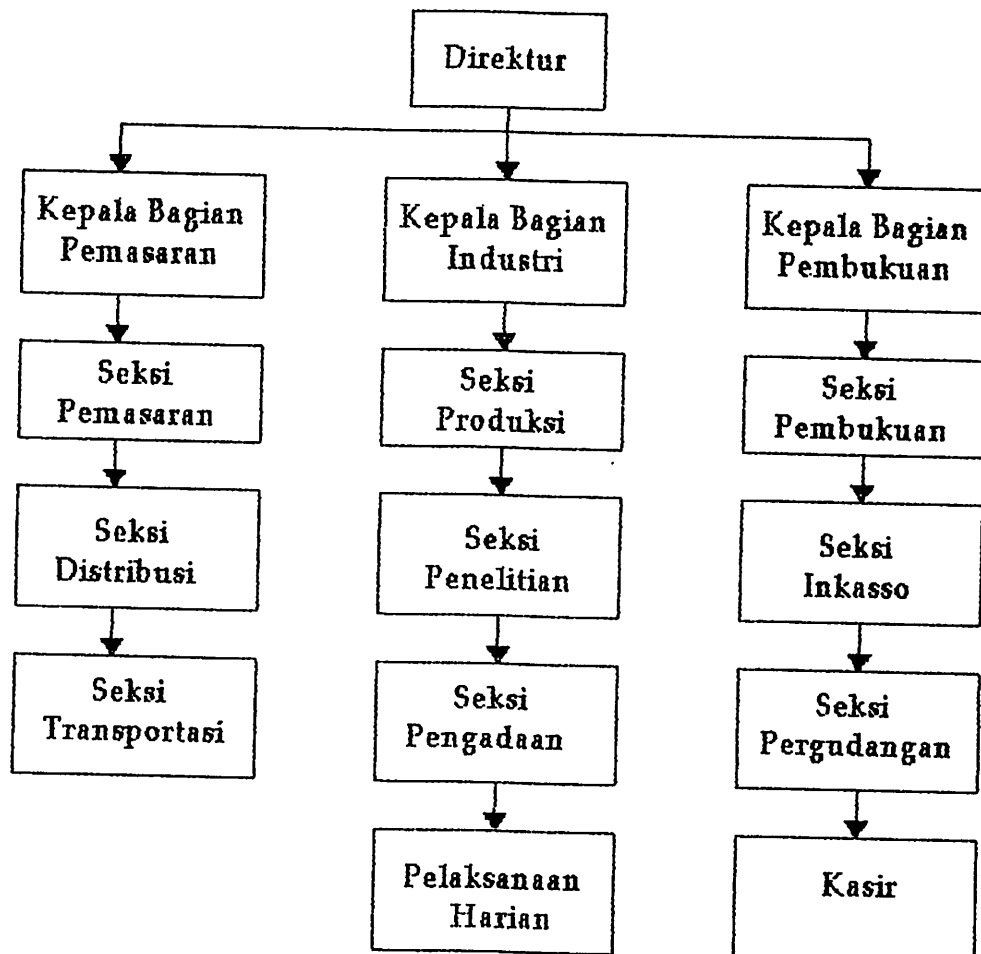 Direktur
Kepala Bagian
Pemasaran
Kepala Bagian
Industri
Kepala Bagian
Pembukuan
Seksi
Pemasaran
Seksi
Produksi
Seksi
Pembukuan
Seksi
Distribusi
Seksi
Penelitian
Seksi
Inkasso
Seksi
Transportasi
Seksi
Pengadaan
Seksi
Pergudangan
Pelaksanaan
Harian
Kasir